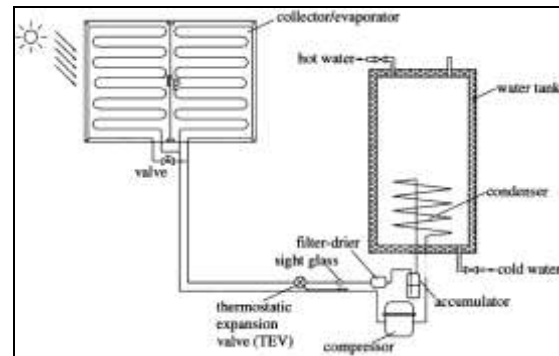 collector/evaporator
hot water
water tank
valve
condenser
filter-drier
sight glass
cold water
thermostatic
expansion
valve (TEV)
accumulator
compressor